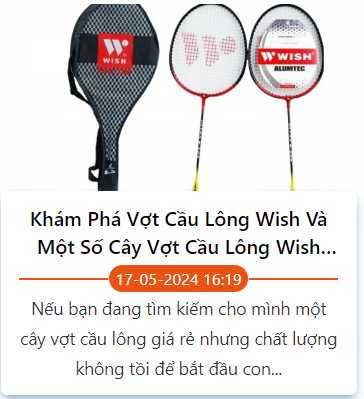 WISH
WISH
ALUMTEC
Khám Phá Vợt Cầu Lông Wish Và
Một Số Cây Vợt Cầu Lông Wish...
17-05-2024 16:19
Nếu bạn đang tìm kiếm cho mình một
cây vợt cầu lông giá rẻ nhưng chất lượng
không tồi để bắt đầu con...